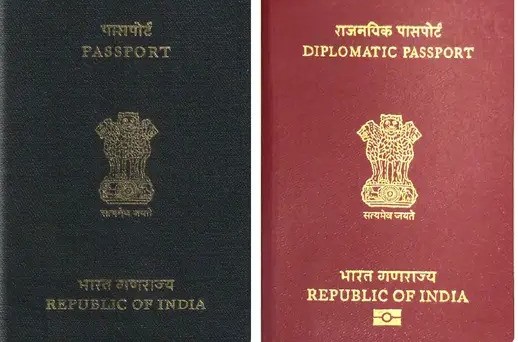 पासपोर्ट
PASSPORT
सत्यमेव जयते
भारत गणराज्य
REPUBLIC OF INDIA
राजनयिक पासपोर्ट
DIPLOMATIC PASSPORT
सत्यमेव जयते
भारत गणराज्य
REPUBLIC OF INDIA